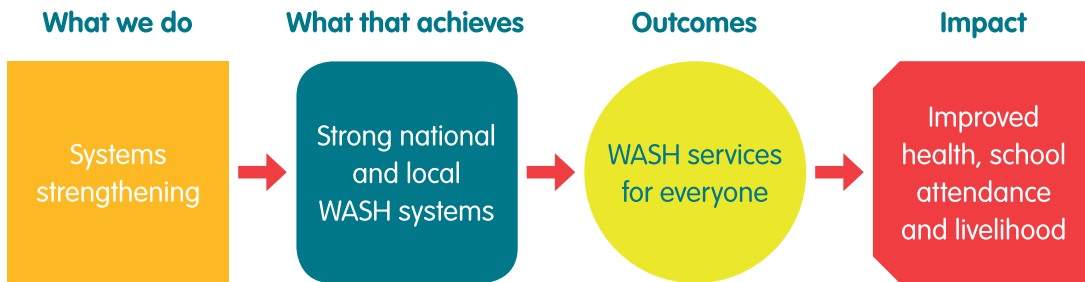 What we do
What that achieves
Outcomes
Impact
Systems
strengthening
Strong national
and local
WASH systems
WASH services
for everyone
Improved
health, school
attendance
and livelihood